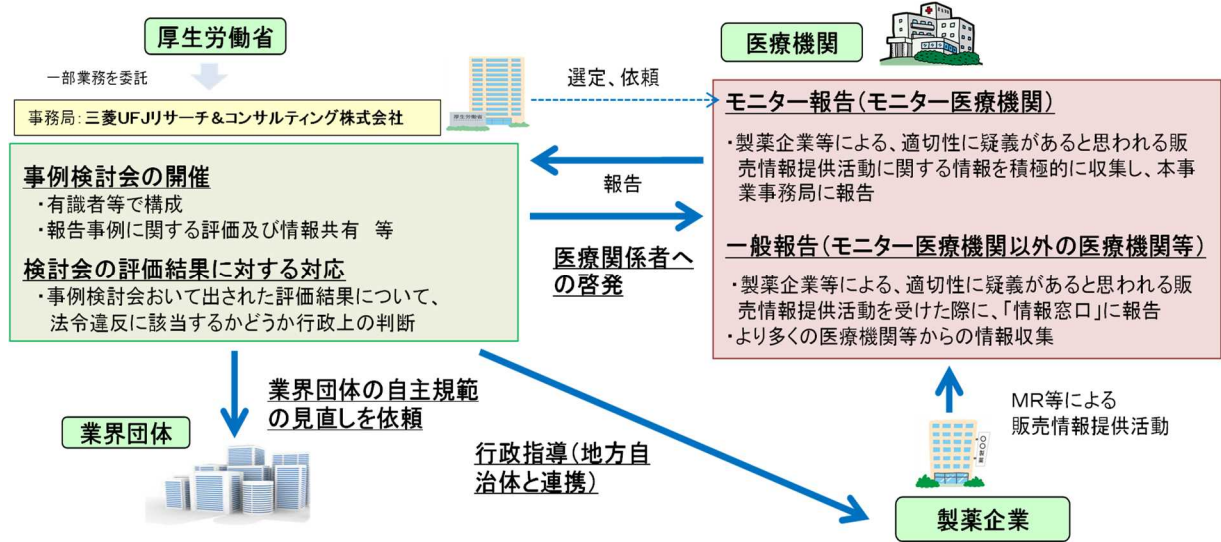 厚生労働省
一部業務を委託
事務局：三菱UFJリサーチ＆コンサルティング株式会社
厚生労働省
選定、依頼
事例検討会の開催
・有識者等で構成
・報告事例に関する評価及び情報共有　等
検討会の評価結果に対する対応
・事例検討会おいて出された評価結果について、
法令違反に該当するかどうか行政上の判断
報告
医療関係者へ
の啓発
医療機関
モニター報告（モニター医療機関）
・製薬企業等による、適切性に疑義があると思われる販
売情報提供活動に関する情報を積極的に収集し、本事
業事務局に報告
一般報告（モニター医療機関以外の医療機関等）
・製薬企業等による、適切性に疑義があると思われる販
売情報提供活動を受けた際に、「情報窓口」に報告
・より多くの医療機関等からの情報収集
業界団体の自主規範
の見直しを依頼
業界団体
行政指導（地方自
治体と連携）
MR等による
販売情報提供活動
〇〇製薬
製薬企業